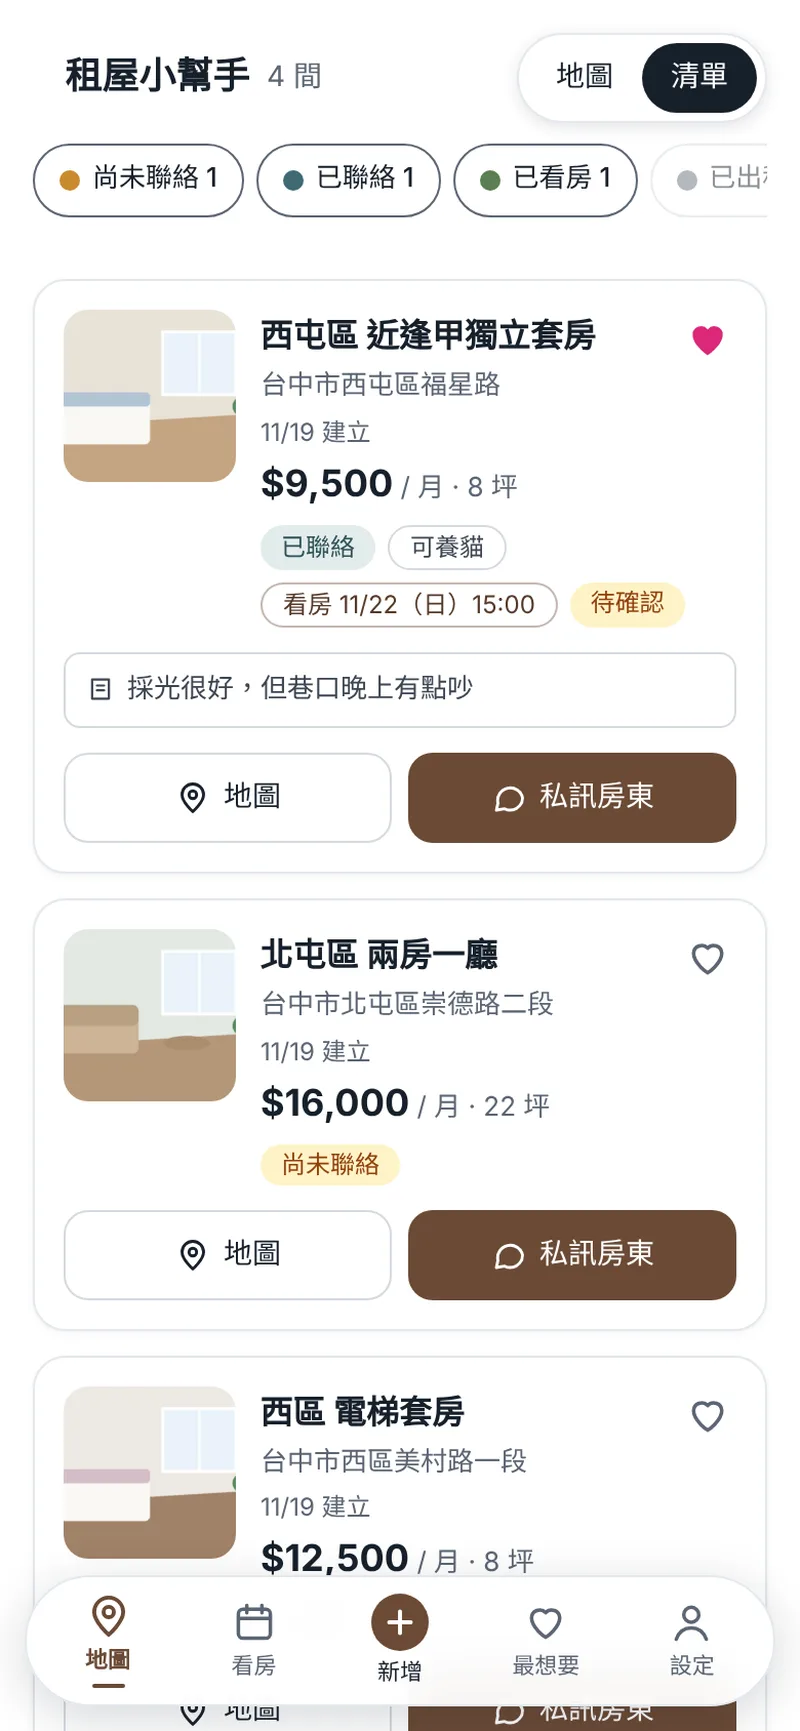 租屋小幫手 4 間
地圖 清單
尚未聯絡 1 已聯絡 1 已看房 1 已出
西屯區 近逢甲獨立套房
台中市西屯區福星路
11/19 建立
$9,500 / 月 · 8 坪
已聯絡 可養貓
看房 11/22（日）15:00 待確認
採光很好，但巷口晚上有點吵
地圖 私訊房東
北屯區 兩房一廳
台中市北屯區崇德路二段
11/19 建立
$16,000 / 月 · 22 坪
尚未聯絡
地圖 私訊房東
西區 電梯套房
台中市西區美村路一段
11/19 建立
$12,500 / 月 · 8 坪
地圖 看房 新增 最想要 設定
地圖 私訊房東